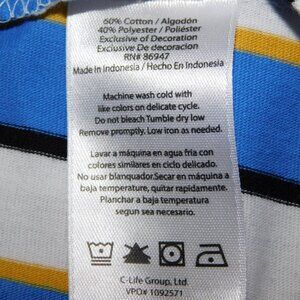 60% Cotton / Algodón
40% Polyester / Poliéster
Exclusive of Decoration
Exclusive De decoracion
RN# 86947
Made in Indonesia / Hecho En Indonesia
Machine wash cold with
like colors on delicate cycle.
Do not bleach Tumble dry low
Remove promptly. Low iron as needed.
Lavar a máquina en agua fria con
colores similares en ciclo delicado.
No usar blanquador.Secar en máquina a
baja temperature, quitar rapidamente.
Planchar a baja temperatura
segun sea necesario.
C-Life Group, Ltd.
VPO# 1092571